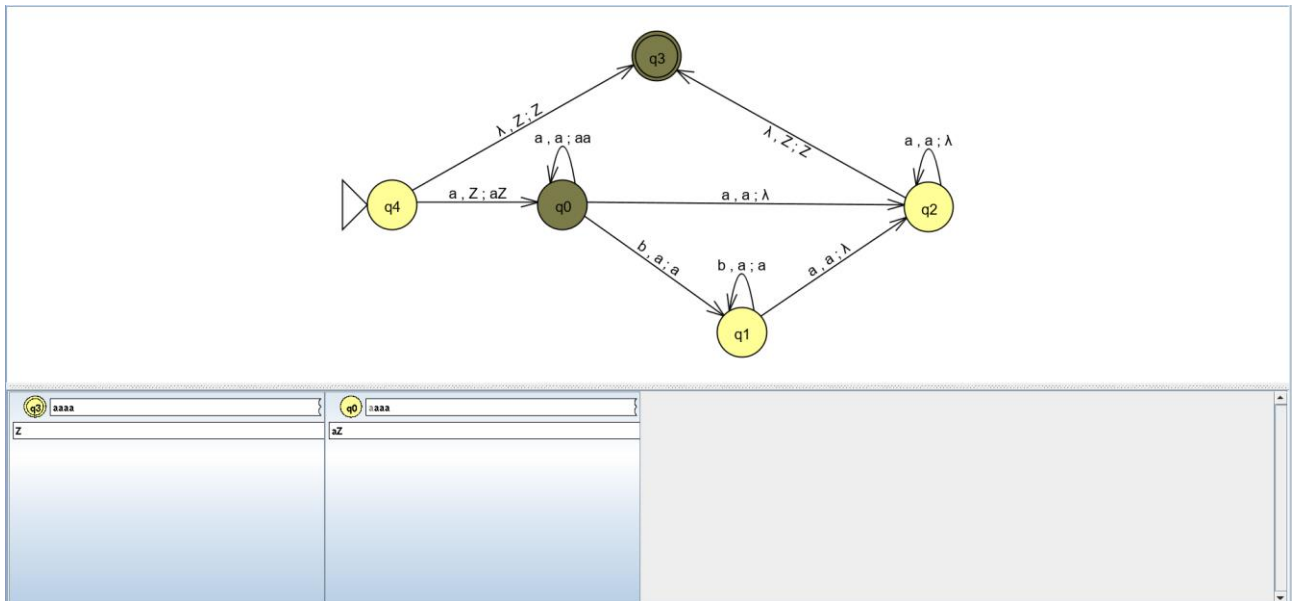 q3
λ , Z ; Z
λ , Z ; Z
a , a ; aa
a , a ; λ
q4
a , Z ; aZ
q0
a , a ; λ
q2
b , a ; a
b , a ; a
a , a ; λ
q1
q3 aaaa
Z
q0 aaaa
aZ